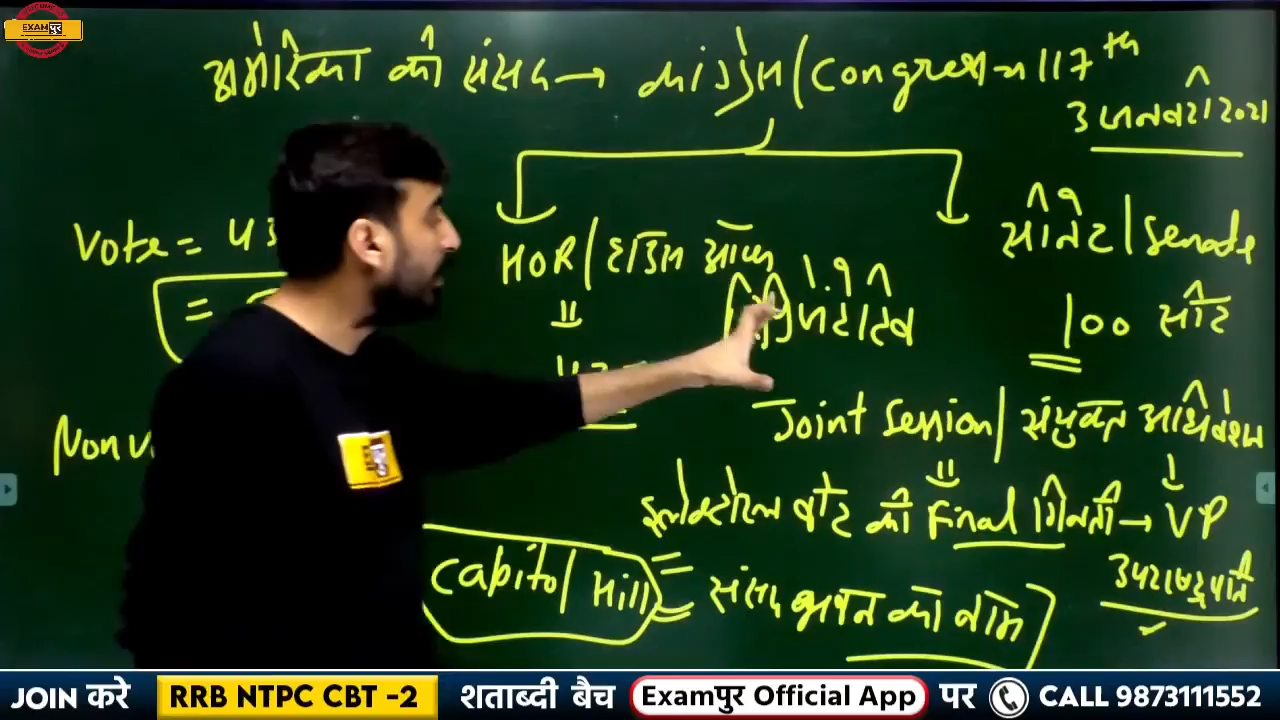 EXAMपुर
अमेरिका की संसद → कांग्रेस / Congress = 117th
3 जनवरी 2021
सीनेट / Senate
Vote = 43
HOR / हाउस ऑफ
रिप्रेजेंटेटिव
100 सीट
Joint Session / संयुक्त अधिवेशन
Non v
इलेक्टोरल वोट की Final गिनती → VP
उपराष्ट्रपति
Capitol Hill = संसद भवन का नाम
JOIN करे RRB NTPC CBT -2 शताब्दी बैच Examपुर Official App पर CALL 9873111552